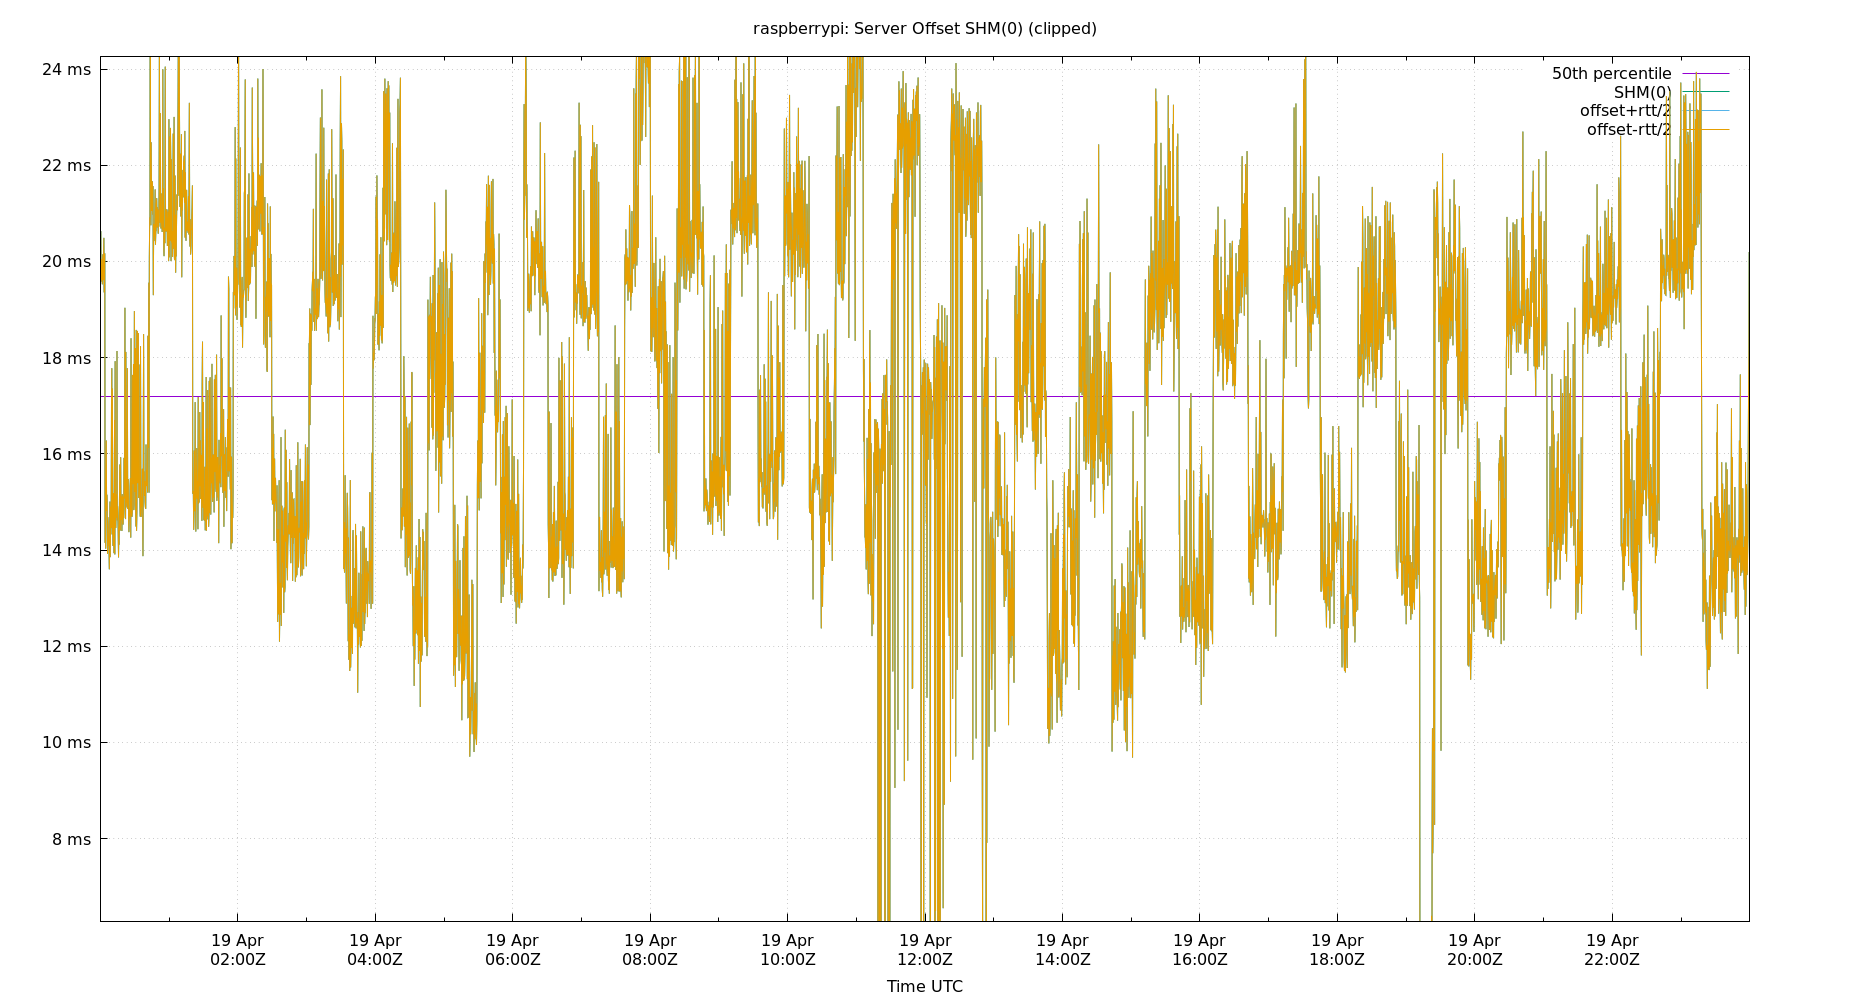 raspberrypi: Server Offset SHM(0) (clipped)
24 ms
22 ms
20 ms
18 ms
16 ms
14 ms
12 ms
10 ms
8 ms
50th percentile
SHM(0)
offset+rtt/2
offset-rtt/2
19 Apr
02:00Z
19 Apr
04:00Z
19 Apr
06:00Z
19 Apr
08:00Z
19 Apr
10:00Z
19 Apr
12:00Z
19 Apr
14:00Z
19 Apr
16:00Z
19 Apr
18:00Z
19 Apr
20:00Z
19 Apr
22:00Z
Time UTC